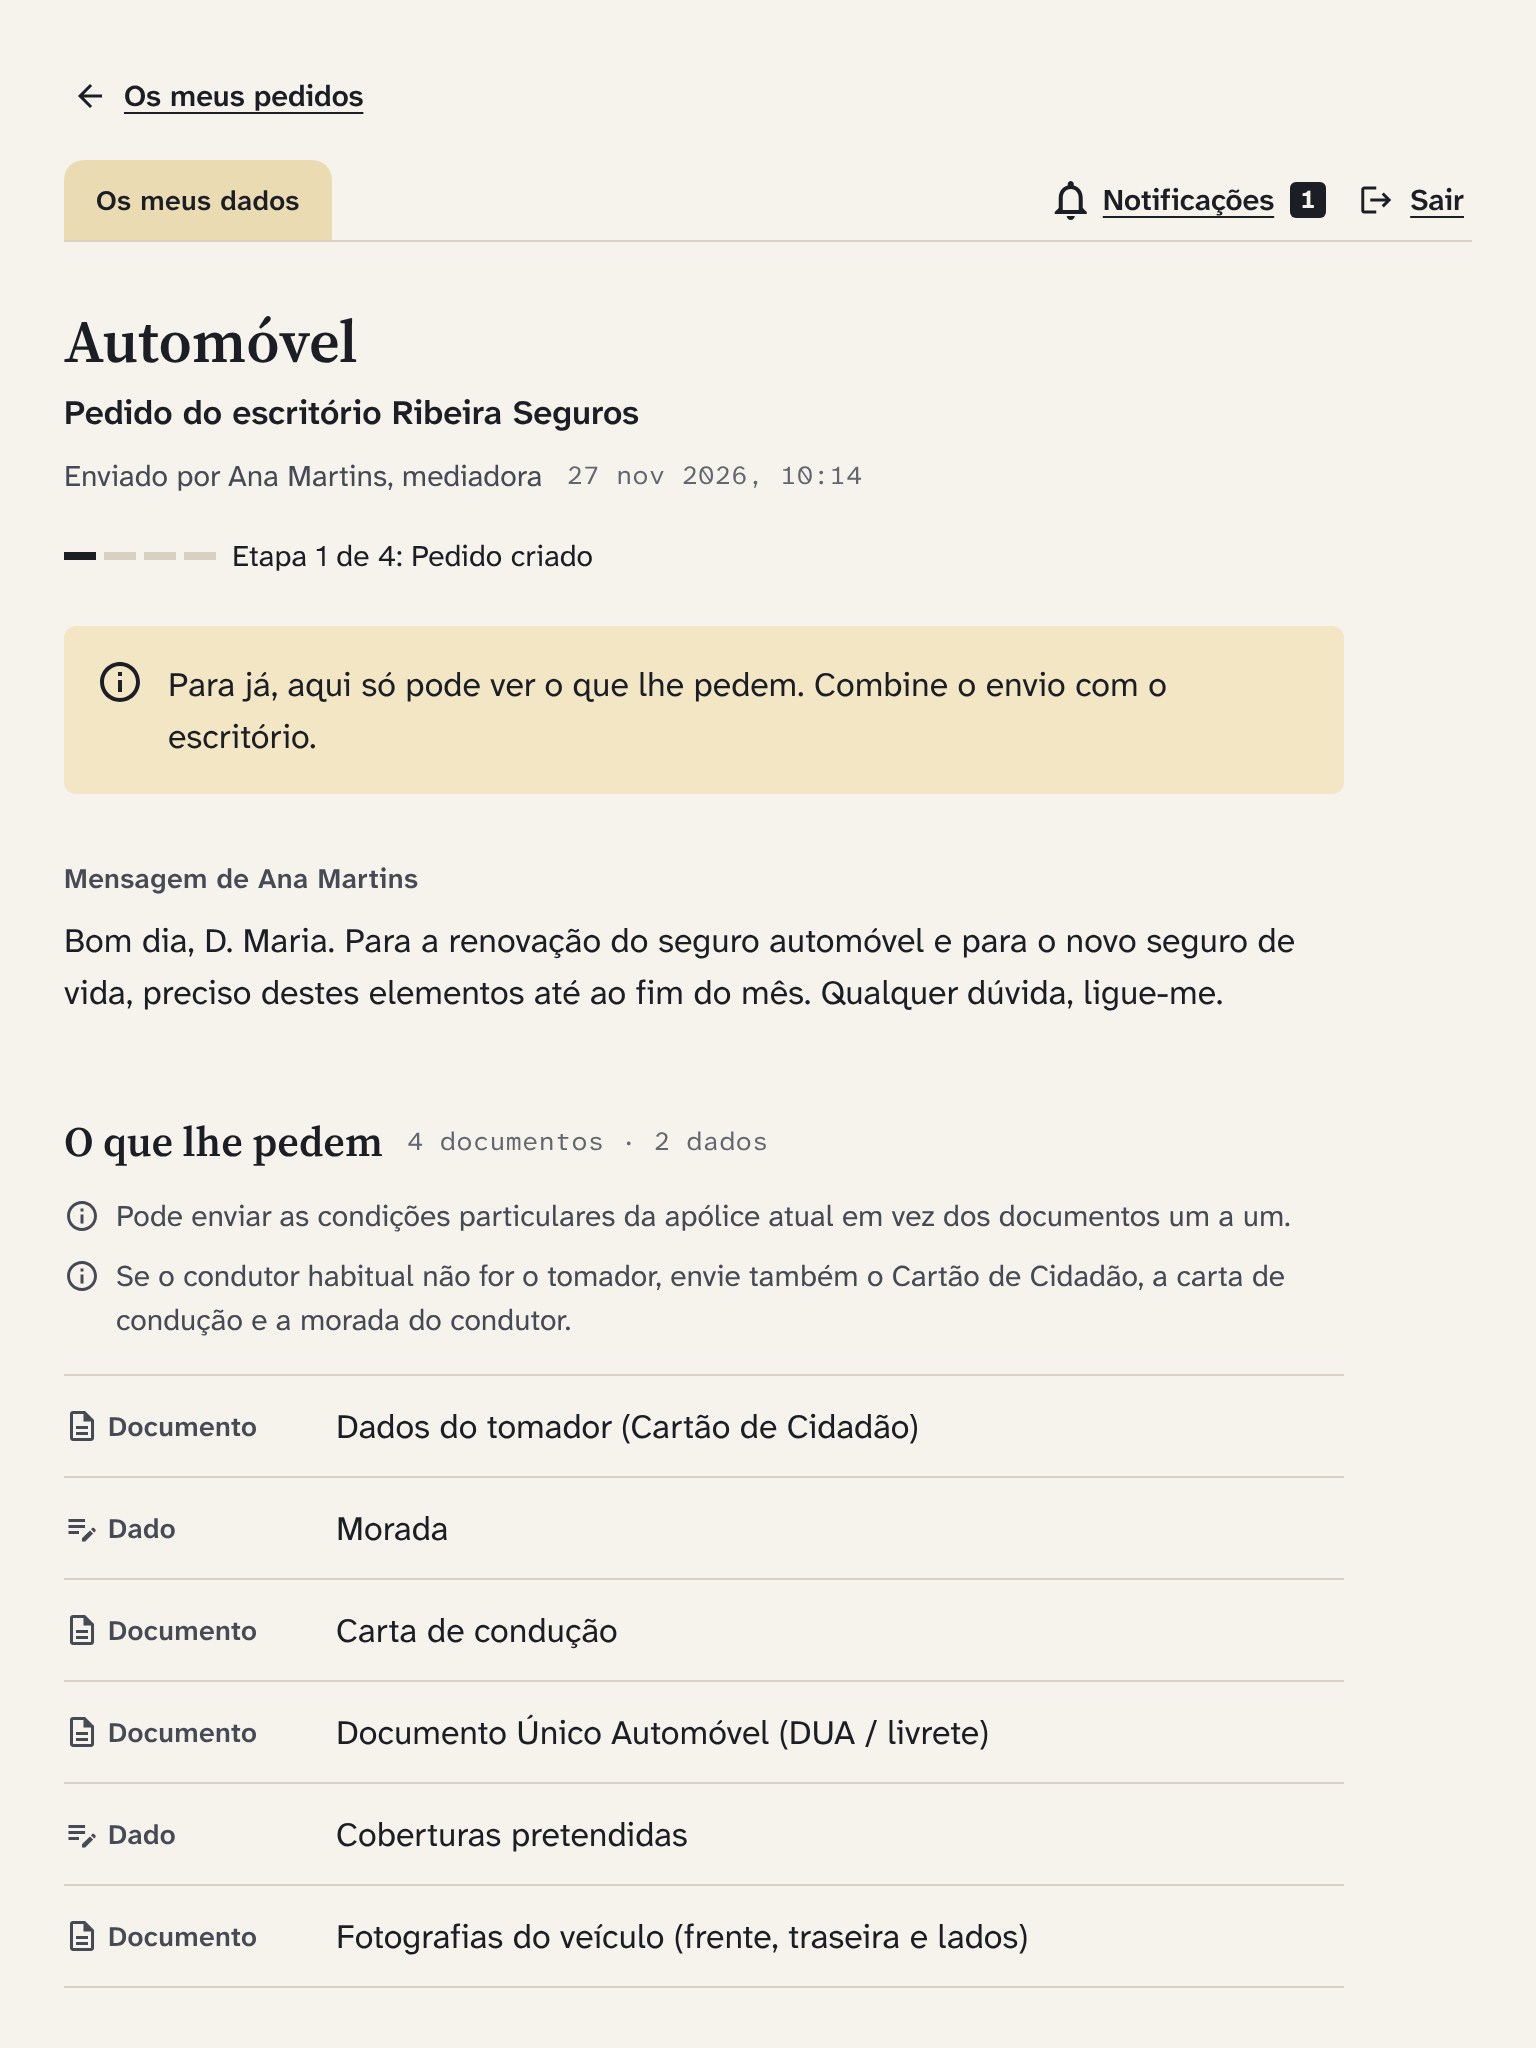 Os meus pedidos
Os meus dados
Notificações 1 Sair
Automóvel
Pedido do escritório Ribeira Seguros
Enviado por Ana Martins, mediadora 27 nov 2026, 10:14
Etapa 1 de 4: Pedido criado
Para já, aqui só pode ver o que lhe pedem. Combine o envio com o
escritório.
Mensagem de Ana Martins
Bom dia, D. Maria. Para a renovação do seguro automóvel e para o novo seguro de
vida, preciso destes elementos até ao fim do mês. Qualquer dúvida, ligue-me.
O que lhe pedem 4 documentos · 2 dados
Pode enviar as condições particulares da apólice atual em vez dos documentos um a um.
Se o condutor habitual não for o tomador, envie também o Cartão de Cidadão, a carta de
condução e a morada do condutor.
Documento Dados do tomador (Cartão de Cidadão)
Dado Morada
Documento Carta de condução
Documento Documento Único Automóvel (DUA / livrete)
Dado Coberturas pretendidas
Documento Fotografias do veículo (frente, traseira e lados)